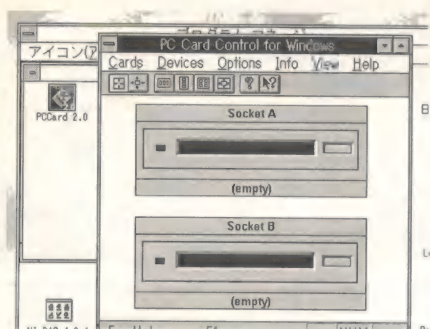 PC Card Control for Windows
アイコン(ア
Cards Devices Options Info View Help
PCCard 2.0
Socket A
(empty)
Socket B
(empty)